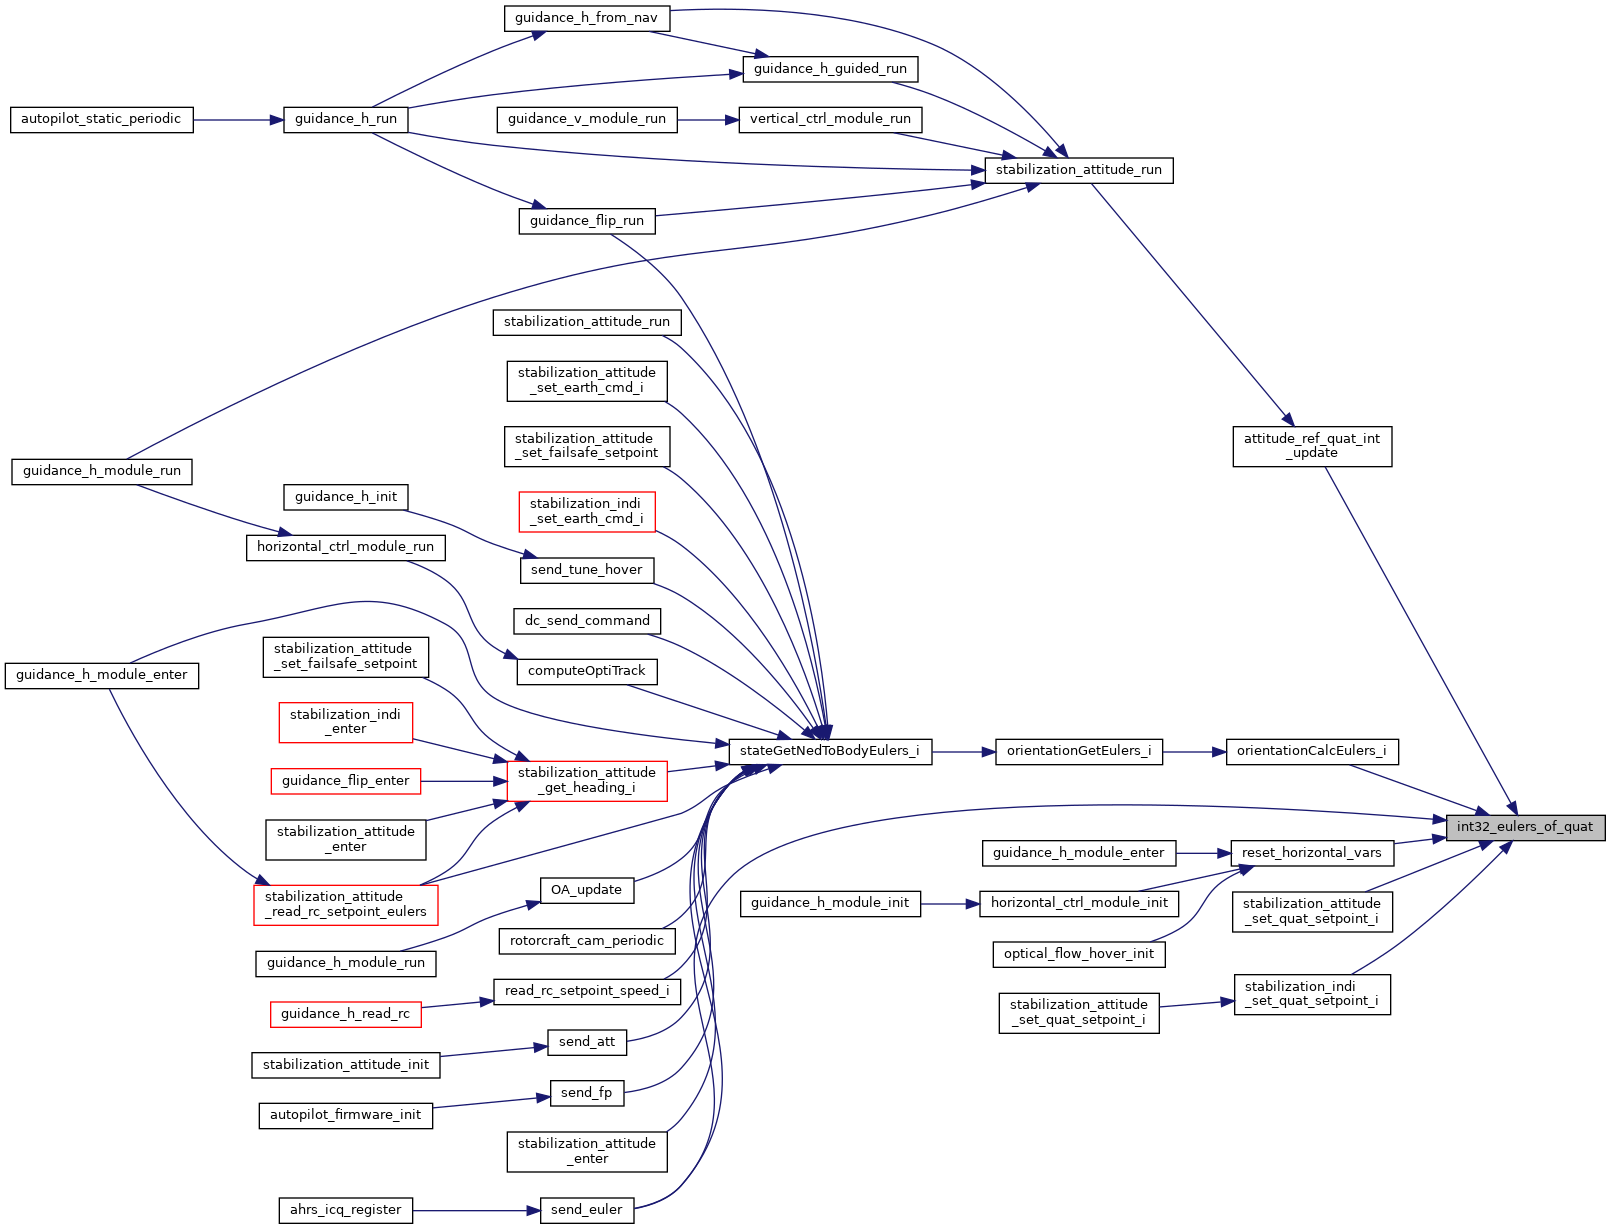 guidance_h_from_nav
guidance_h_guided_run
autopilot_static_periodic
guidance_h_run
guidance_v_module_run
vertical_ctrl_module_run
stabilization_attitude_run
guidance_flip_run
stabilization_attitude_run
stabilization_attitude
_set_earth_cmd_i
stabilization_attitude
_set_failsafe_setpoint
attitude_ref_quat_int
_update
guidance_h_module_run
guidance_h_init
stabilization_indi
_set_earth_cmd_i
horizontal_ctrl_module_run
send_tune_hover
dc_send_command
computeOptiTrack
stabilization_attitude
_set_failsafe_setpoint
guidance_h_module_enter
stabilization_indi
_enter
stateGetNedToBodyEulers_i
orientationGetEulers_i
orientationCalcEulers_i
guidance_flip_enter
stabilization_attitude
_get_heading_i
int32_eulers_of_quat
stabilization_attitude
_enter
guidance_h_module_enter
reset_horizontal_vars
stabilization_attitude
_read_rc_setpoint_eulers
OA_update
guidance_h_module_init
horizontal_ctrl_module_init
stabilization_attitude
_set_quat_setpoint_i
rotorcraft_cam_periodic
optical_flow_hover_init
guidance_h_module_run
read_rc_setpoint_speed_i
stabilization_indi
_set_quat_setpoint_i
guidance_h_read_rc
stabilization_attitude
_set_quat_setpoint_i
send_att
stabilization_attitude_init
send_fp
autopilot_firmware_init
stabilization_attitude
_enter
ahrs_icq_register
send_euler